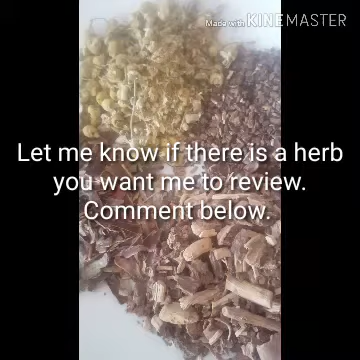 Made with KINEMASTER
Let me know if there is a herb
you want me to review.
Comment below.